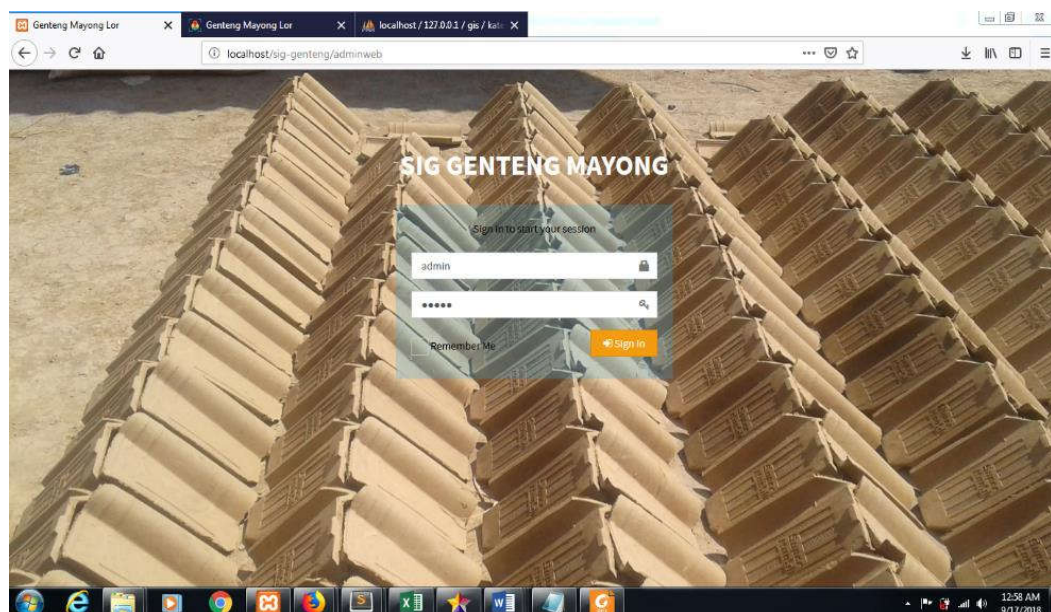 Genteng Mayong Lor
Genteng Mayong Lor
localhost / 127.0.0.1 / gis / kate
localhost/sig-genteng/adminweb
SIG GENTENG MAYONG
Sign in to start your session
admin
Remember Me
Sign In
12:58 AM
9/17/2018